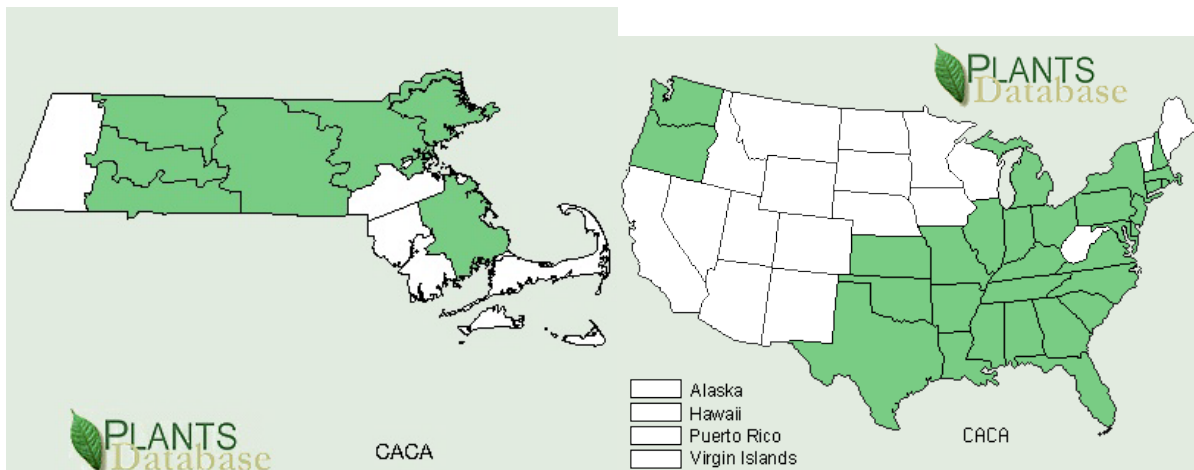 PLANTS
Database
CACA
PLANTS
Database
Alaska
Hawaii
Puerto Rico
Virgin Islands
CACA